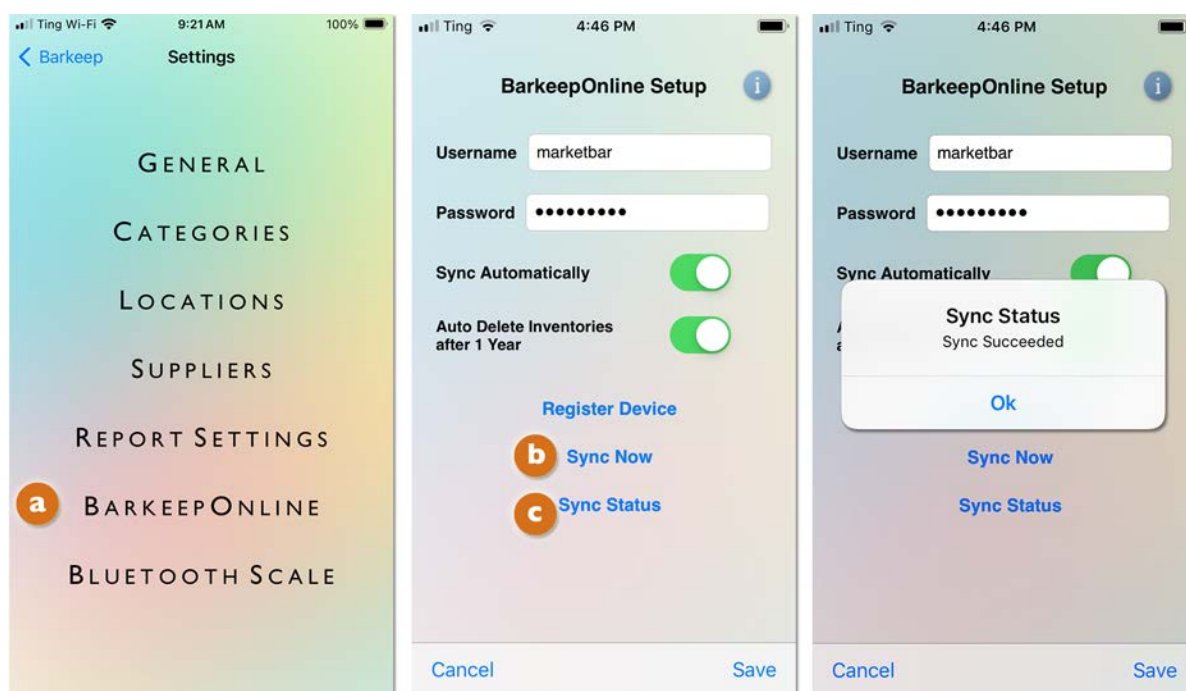 Ting Wi-Fi 9:21 AM 100%
Barkeep Settings
GENERAL
CATEGORIES
LOCATIONS
SUPPLIERS
REPORT SETTINGS
a BARKEEPONLINE
BLUETOOTH SCALE
Ting 4:46 PM
BarkeepOnline Setup i
Username marketbar
Password •••••••••
Sync Automatically
Auto Delete Inventories
after 1 Year
Register Device
b Sync Now
c Sync Status
Cancel Save
Ting 4:46 PM
BarkeepOnline Setup i
Username marketbar
Password •••••••••
Sync Automatically
Sync Status
Sync Succeeded
Ok
Sync Now
Sync Status
Cancel Save